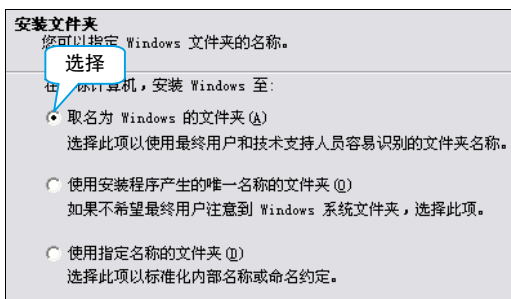 安装文件夹
您可以指定 Windows 文件夹的名称。
选择
在目标计算机，安装 Windows 至:
取名为 Windows 的文件夹(A)
选择此项以使用最终用户和技术支持人员容易识别的文件夹名称。
使用安装程序产生的唯一名称的文件夹(Q)
如果不希望最终用户注意到 Windows 系统文件夹，选择此项。
使用指定名称的文件夹(D)
选择此项以标准化内部名称或命名约定。